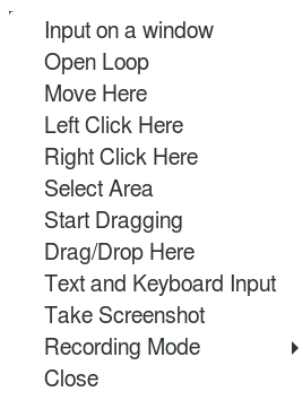 Input on a window
Open Loop
Move Here
Left Click Here
Right Click Here
Select Area
Start Dragging
Drag/Drop Here
Text and Keyboard Input
Take Screenshot
Recording Mode
Close